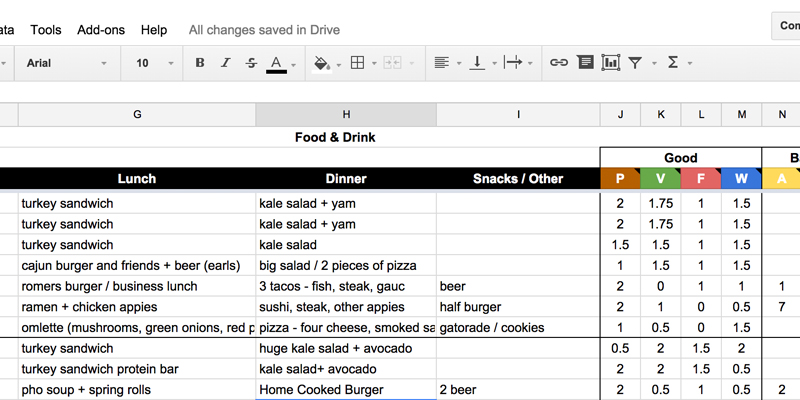 ata Tools Add-ons Help All changes saved in Drive Con
Arial 10 B I S A Σ
G H I J K L M N
Food & Drink
Good B
Lunch Dinner Snacks / Other P V F W A
turkey sandwich kale salad + yam 2 1.75 1 1.5
turkey sandwich kale salad + yam 2 1.75 1 1.5
turkey sandwich kale salad 1.5 1.5 1 1.5
cajun burger and friends + beer (earls) big salad / 2 pieces of pizza 1 1.5 1 1.5
romers burger / business lunch 3 tacos - fish, steak, gauc beer 2 0 1 1 1
ramen + chicken appies sushi, steak, other appies half burger 2 1 0 0.5 7
omlette (mushrooms, green onions, red p pizza - four cheese, smoked sa gatorade / cookies 1 0.5 0 1.5
turkey sandwich huge kale salad + avocado 0.5 2 1.5 2
turkey sandwich protein bar kale salad+ avocado 2 2 1.5 0.5
pho soup + spring rolls Home Cooked Burger 2 beer 2 0.5 1 0.5 2